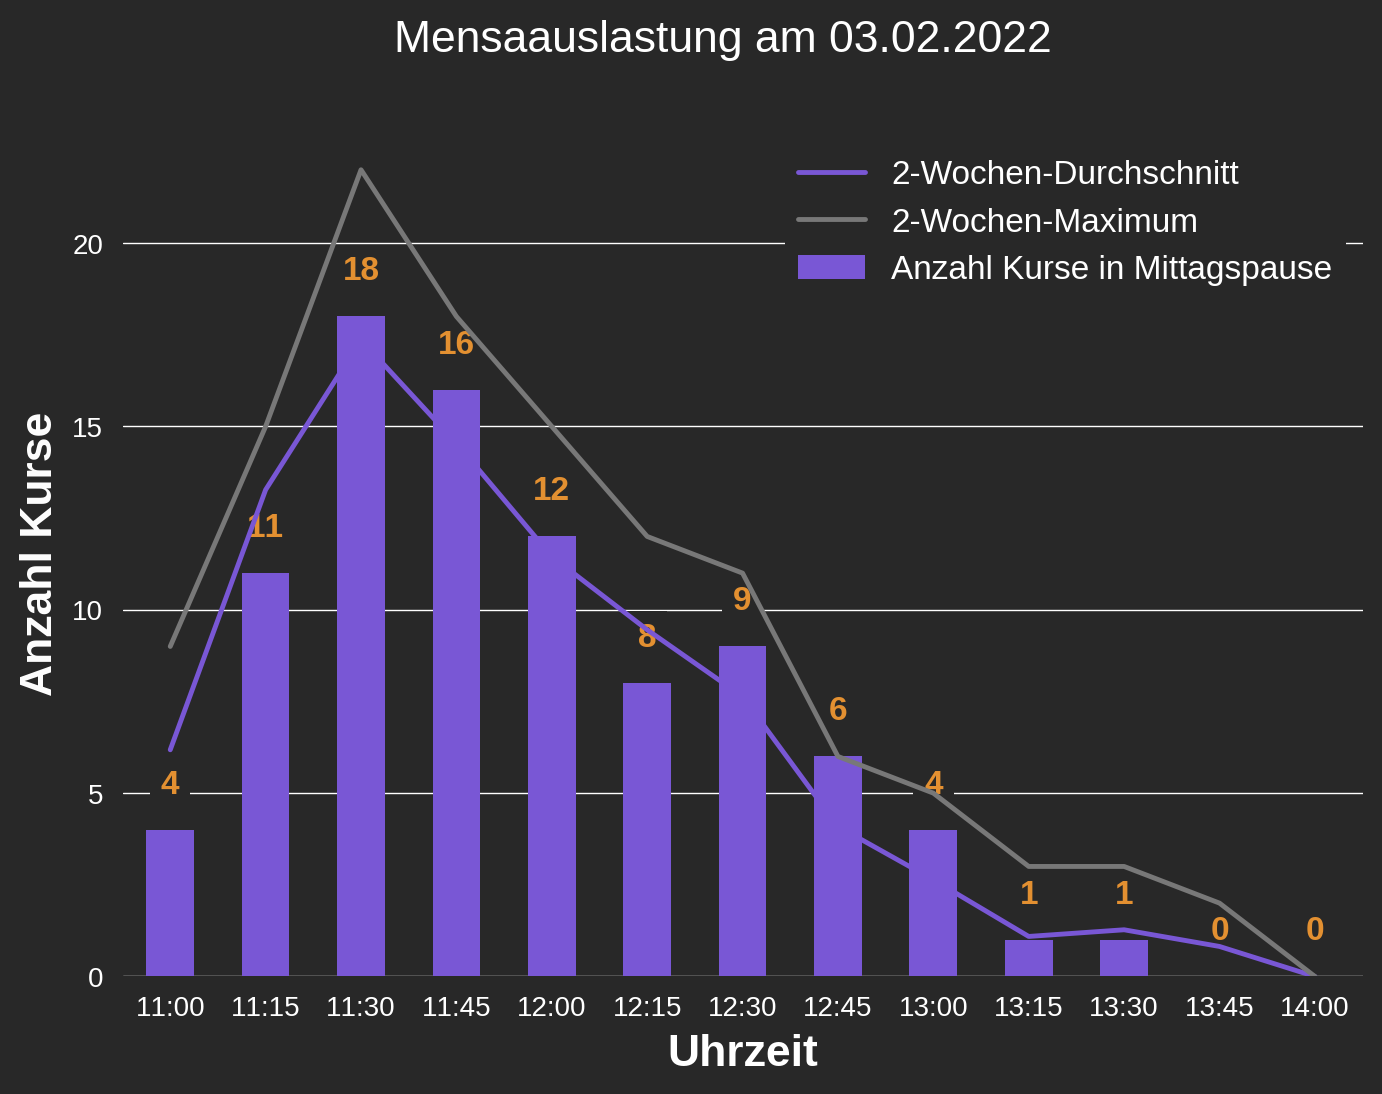 Mensaauslastung am 03.02.2022
2-Wochen-Durchschnitt
2-Wochen-Maximum
Anzahl Kurse in Mittagspause
Anzahl Kurse
20
15
10
5
0
4
11
18
16
12
8
9
6
4
1
1
0
0
11:00 11:15 11:30 11:45 12:00 12:15 12:30 12:45 13:00 13:15 13:30 13:45 14:00
Uhrzeit